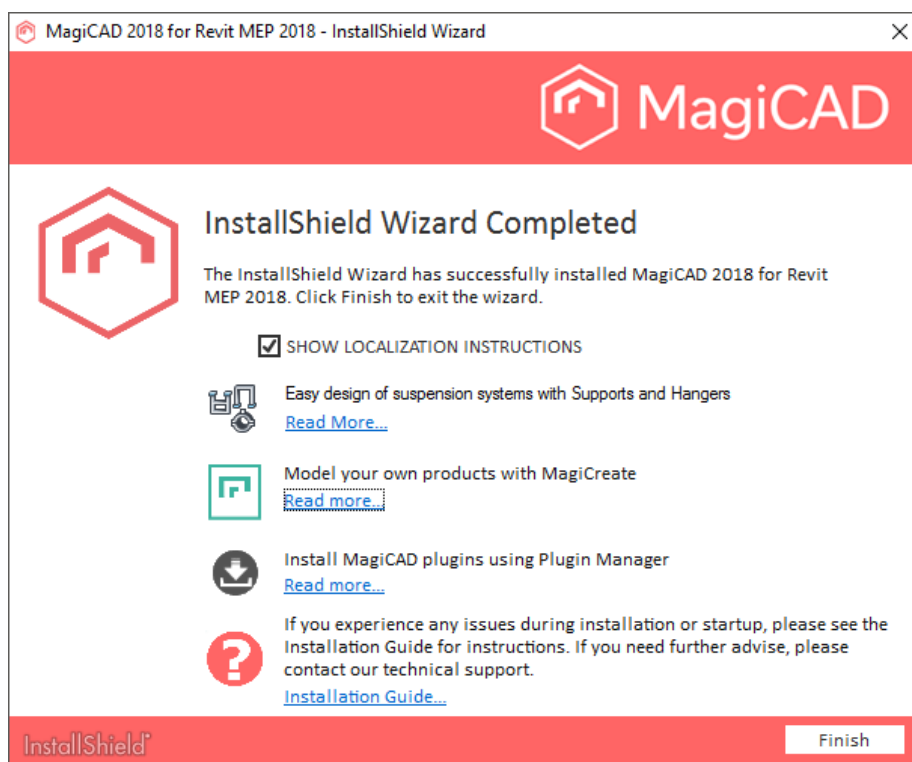 MagiCAD 2018 for Revit MEP 2018 - InstallShield Wizard
MagiCAD
InstallShield Wizard Completed
The InstallShield Wizard has successfully installed MagiCAD 2018 for Revit
MEP 2018. Click Finish to exit the wizard.
SHOW LOCALIZATION INSTRUCTIONS
Easy design of suspension systems with Supports and Hangers
Read More...
Model your own products with MagiCreate
Read more...
Install MagiCAD plugins using Plugin Manager
Read more...
If you experience any issues during installation or startup, please see the
Installation Guide for instructions. If you need further advise, please
contact our technical support.
Installation Guide...
InstallShield
Finish